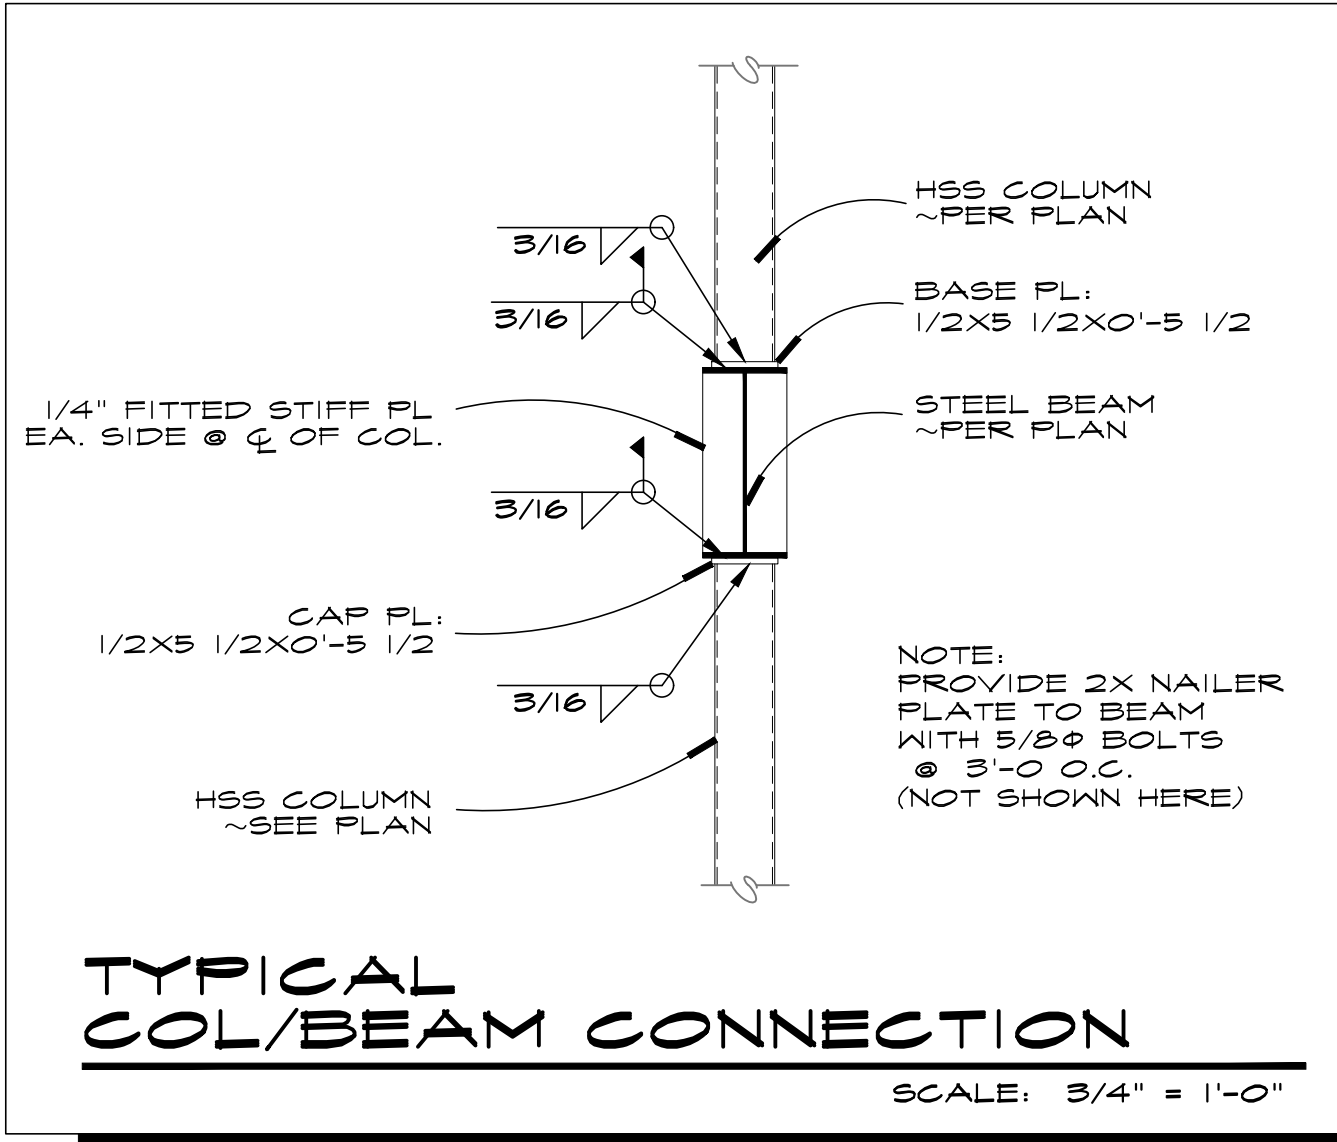 HSS COLUMN
~PER PLAN
3/16
BASE PL:
1/2X5 1/2X0'-5 1/2
3/16
1/4" FITTED STIFF PL
EA. SIDE @ ℄ OF COL.
STEEL BEAM
~PER PLAN
3/16
CAP PL:
1/2X5 1/2X0'-5 1/2
3/16
HSS COLUMN
~SEE PLAN
NOTE:
PROVIDE 2X NAILER
PLATE TO BEAM
WITH 5/8Φ BOLTS
@ 3'-0 O.C.
(NOT SHOWN HERE)
TYPICAL
COL/BEAM CONNECTION
SCALE: 3/4" = 1'-0"